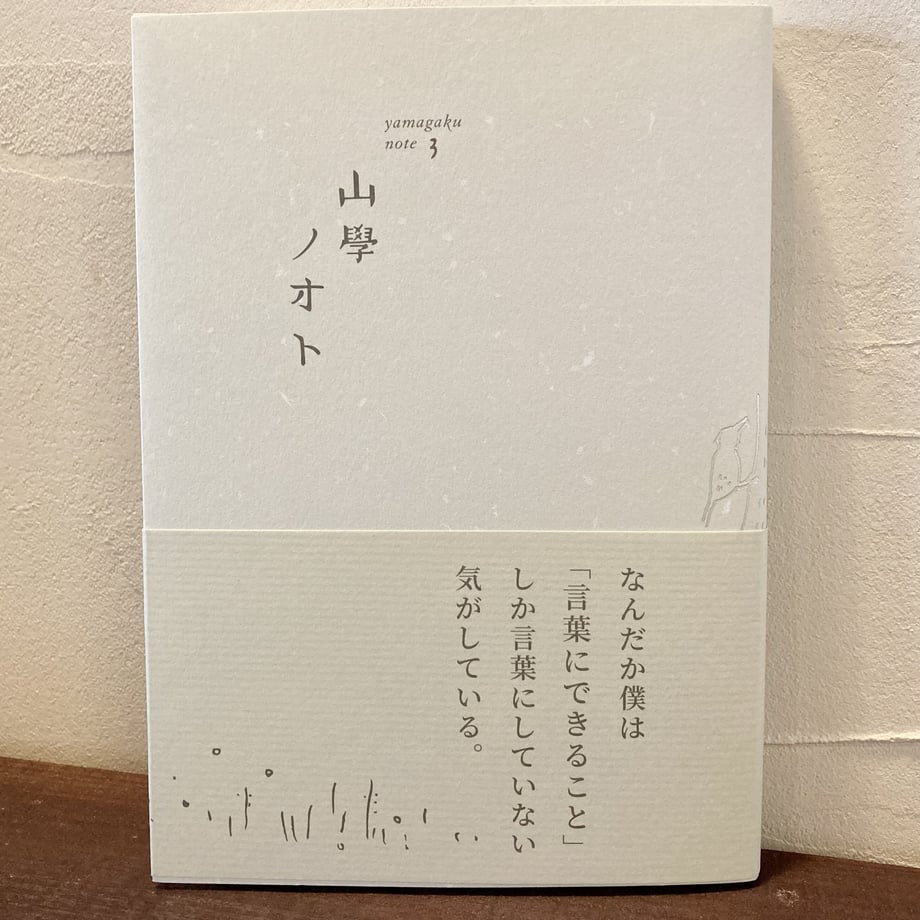 yamagaku
note 3
山學
ノオト
なんだか僕は
「言葉にできること」
しか言葉にしていない
気がしている。